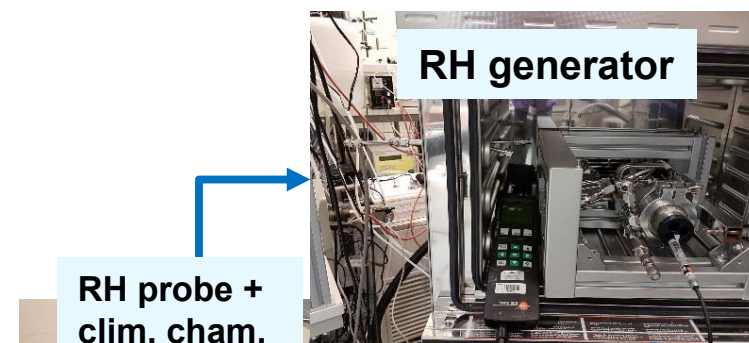 RH generator
RH probe +
clim. cham.